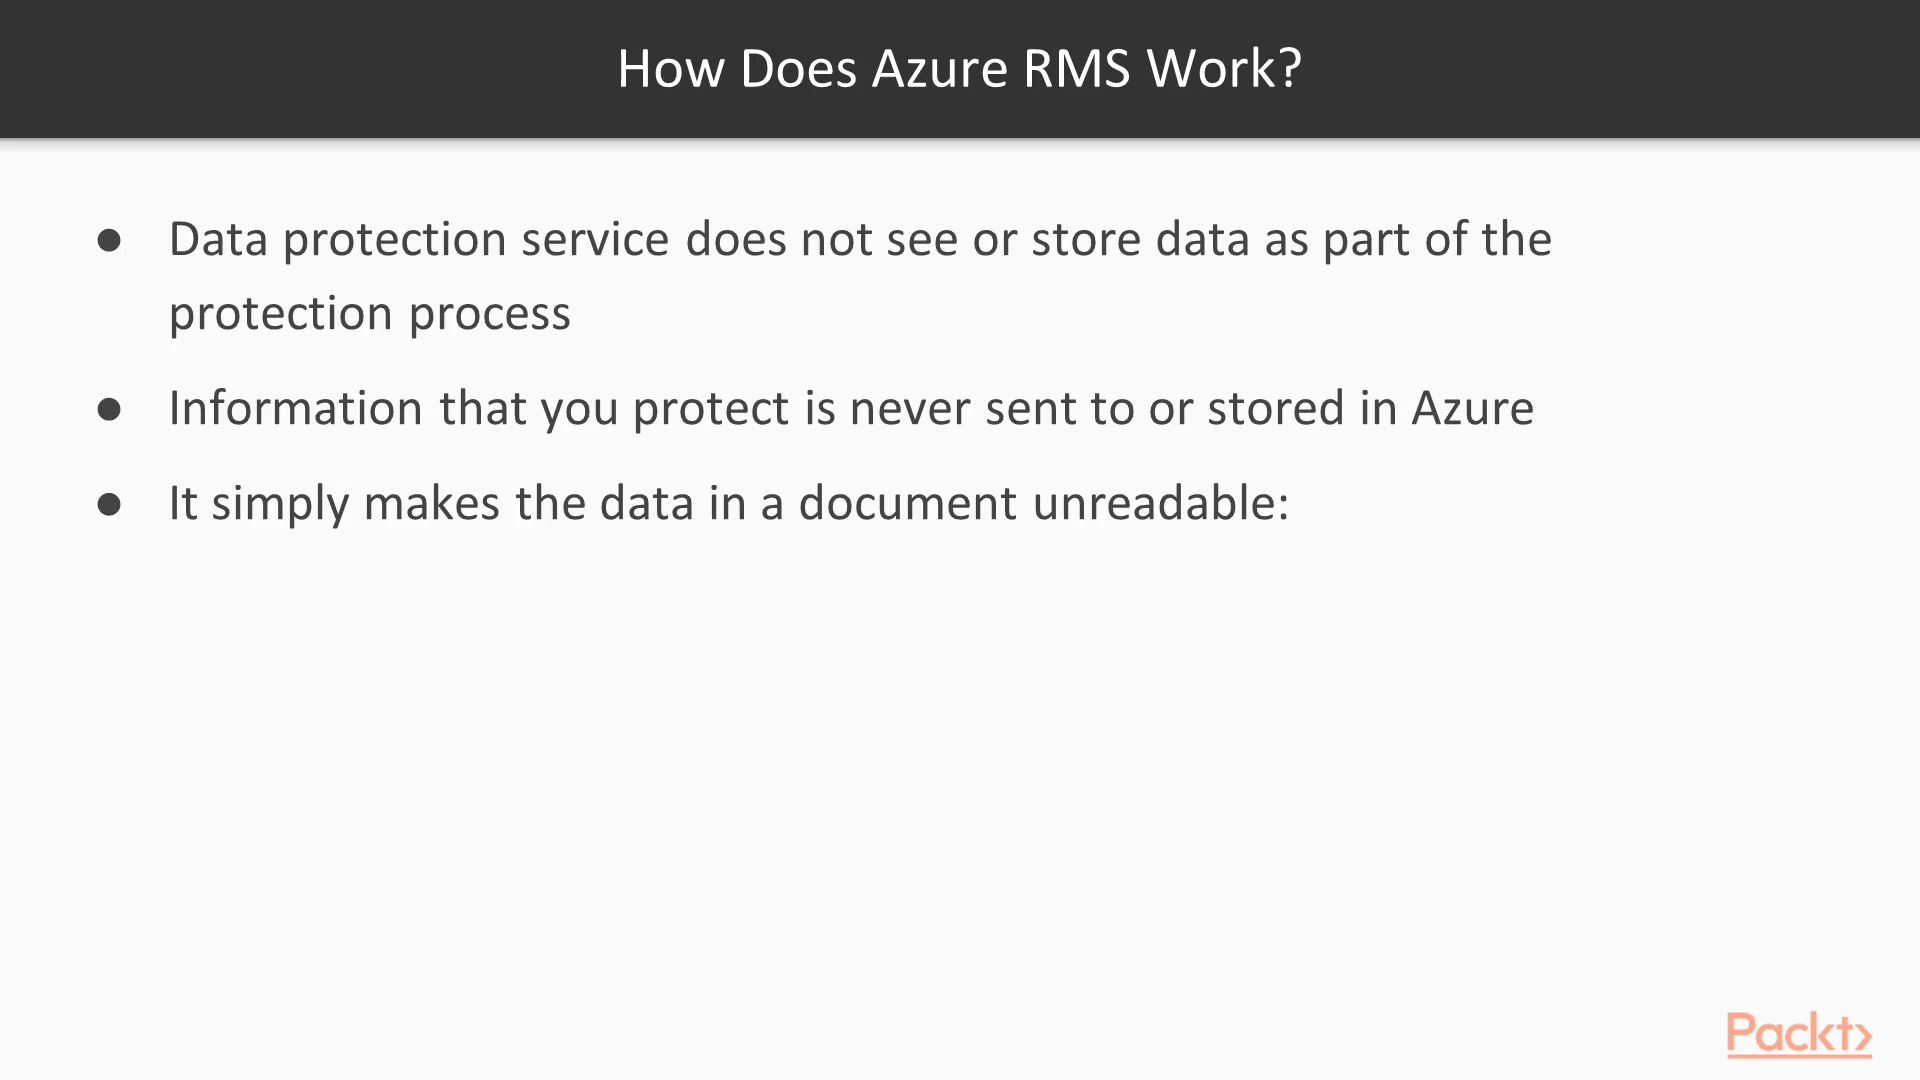 How Does Azure RMS Work?
● Data protection service does not see or store data as part of the
protection process
● Information that you protect is never sent to or stored in Azure
● It simply makes the data in a document unreadable:
Packt>